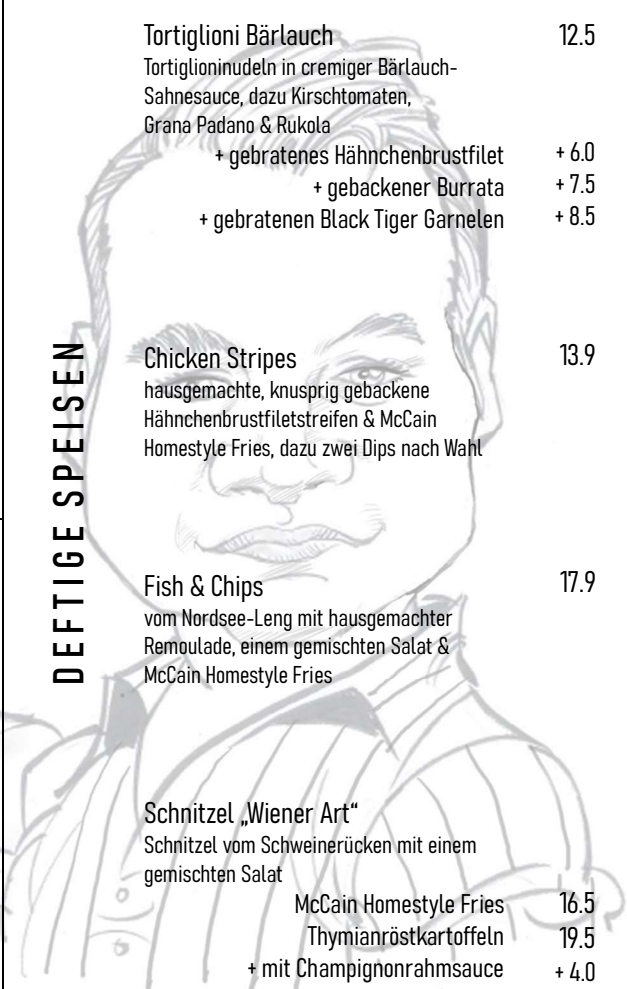 DEFTIGE SPEISEN
Tortiglioni Bärlauch 12.5
Tortiglioninudeln in cremiger Bärlauch-
Sahnesauce, dazu Kirschtomaten,
Grana Padano & Rukola
+ gebratenes Hähnchenbrustfilet + 6.0
+ gebackener Burrata + 7.5
+ gebratenen Black Tiger Garnelen + 8.5
Chicken Stripes 13.9
hausgemachte, knusprig gebackene
Hähnchenbrustfiletstreifen & McCain
Homestyle Fries, dazu zwei Dips nach Wahl
Fish & Chips 17.9
vom Nordsee-Leng mit hausgemachter
Remoulade, einem gemischten Salat &
McCain Homestyle Fries
Schnitzel „Wiener Art“
Schnitzel vom Schweinerücken mit einem
gemischten Salat
McCain Homestyle Fries 16.5
Thymianröstkartoffeln 19.5
+ mit Champignonrahmsauce + 4.0